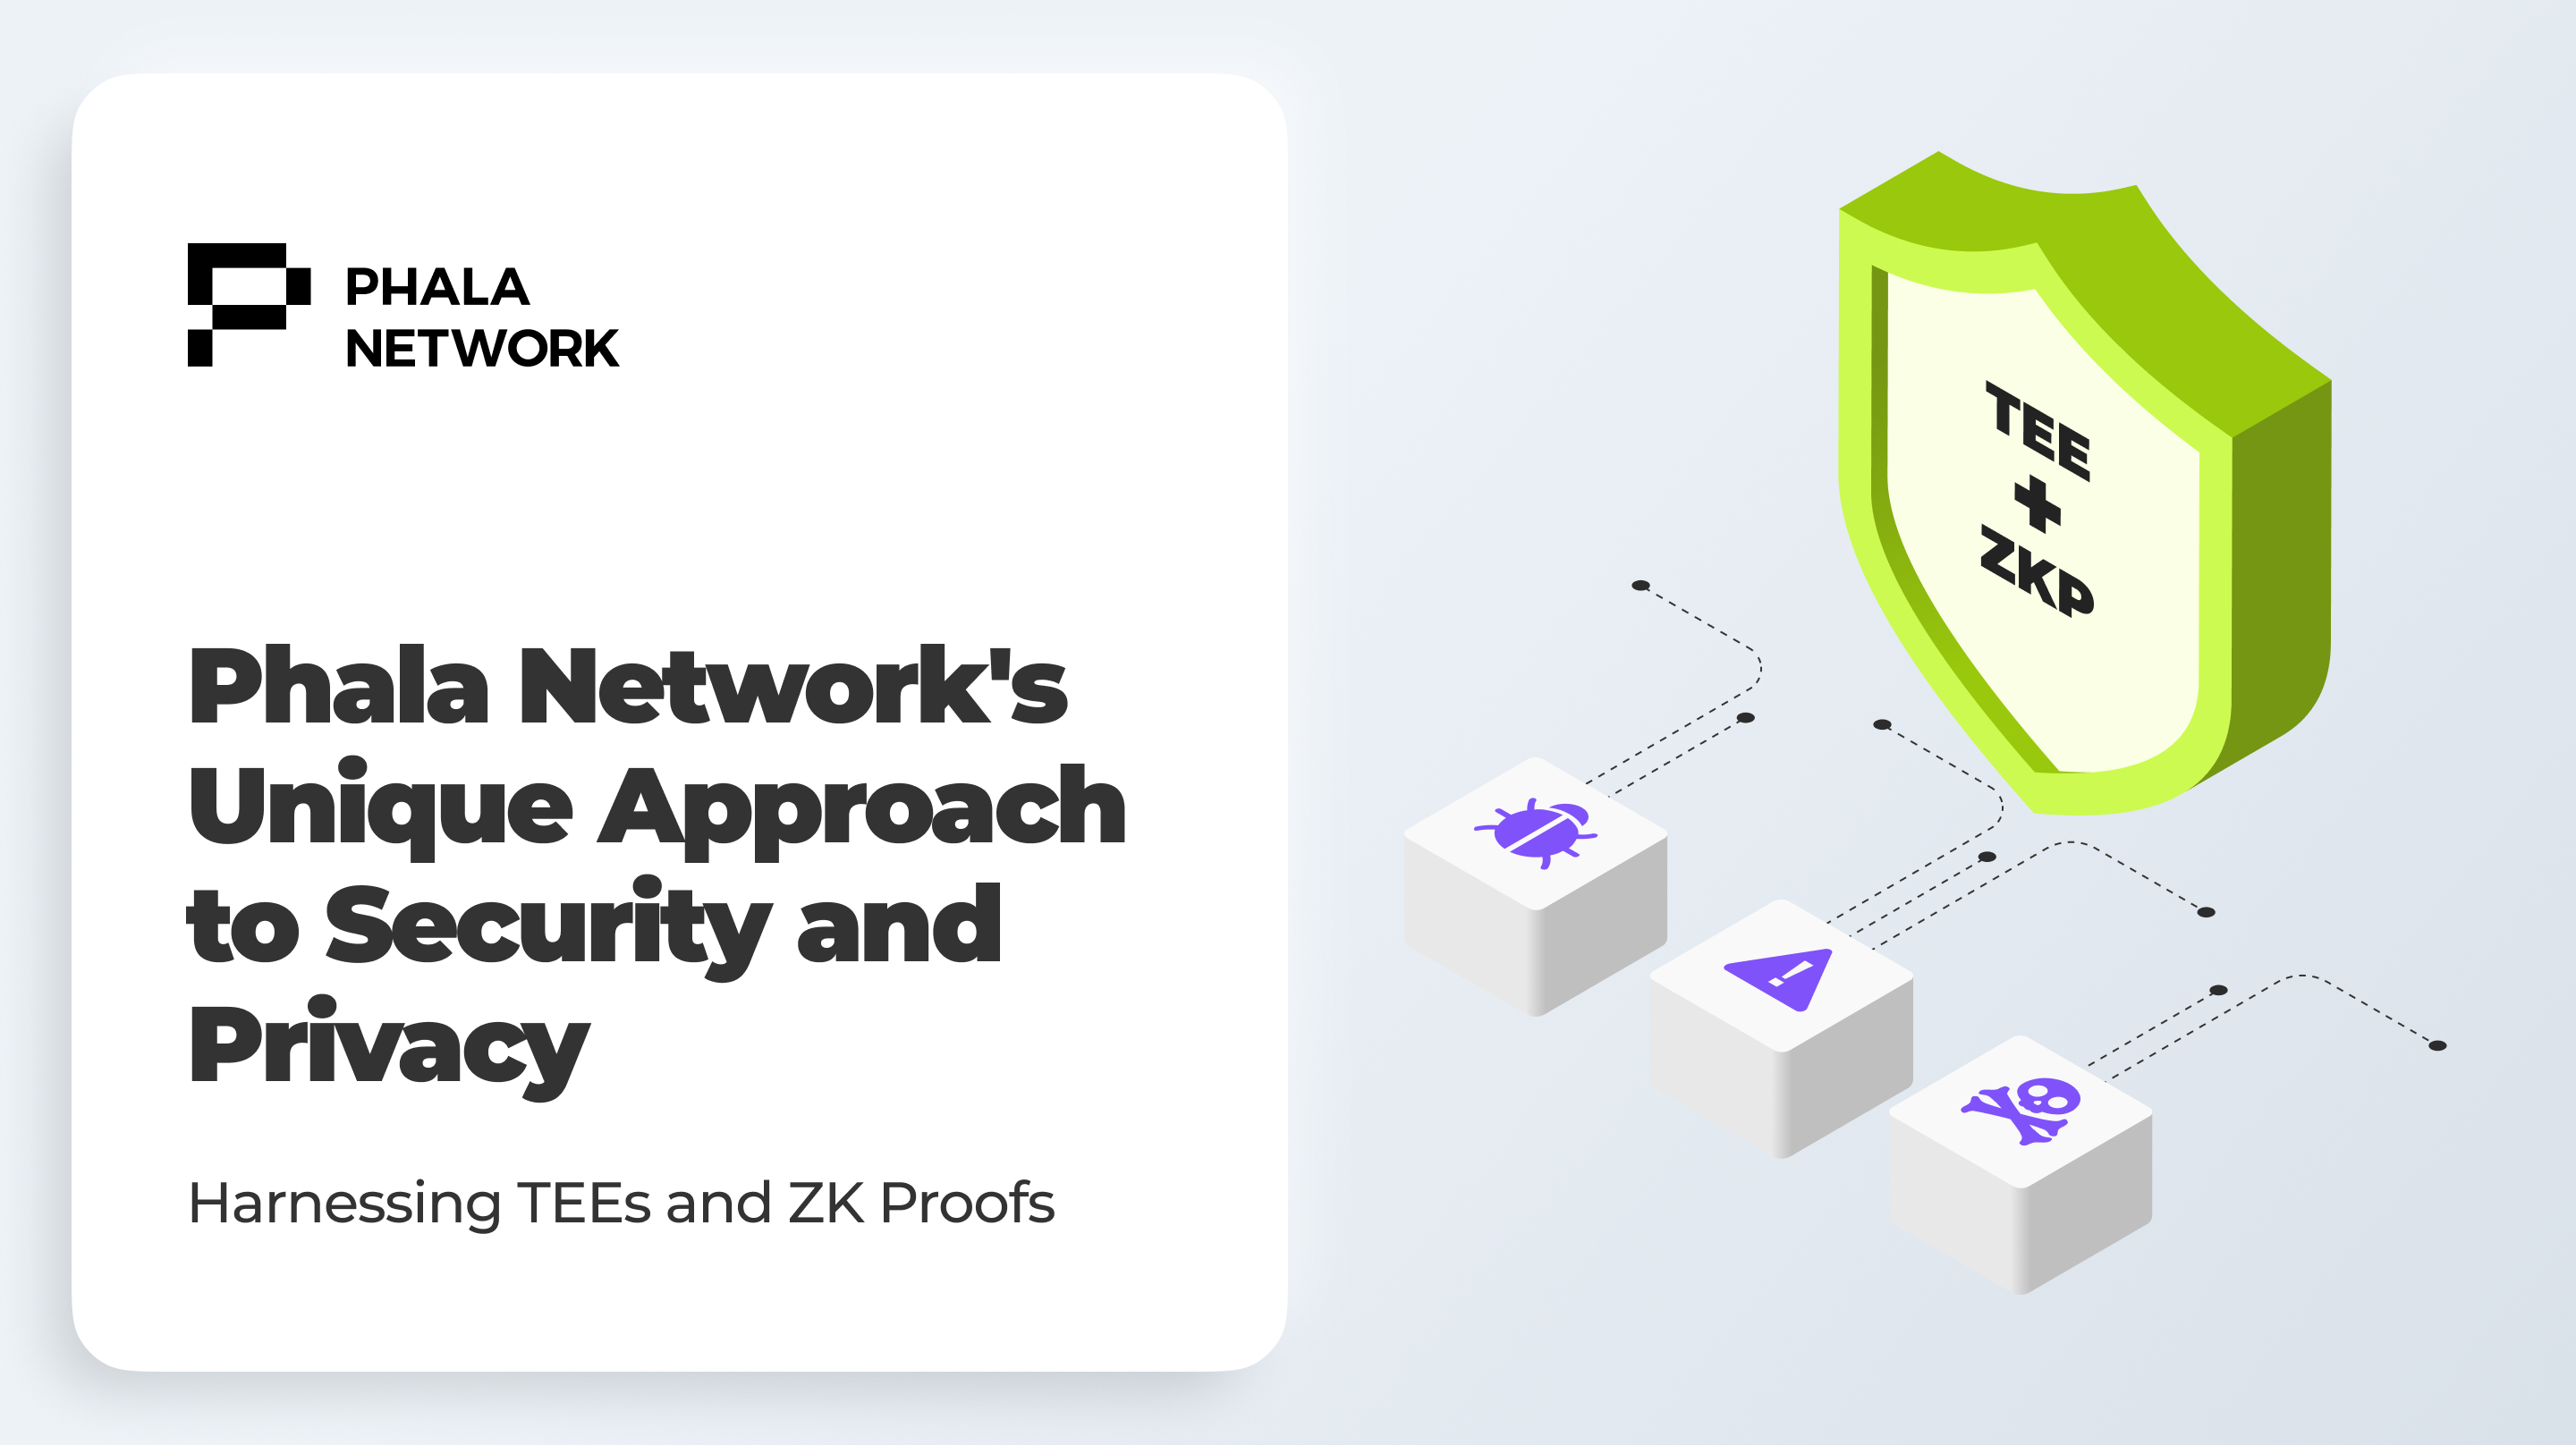 PHALA
NETWORK
Phala Network's
Unique Approach
to Security and
Privacy
Harnessing TEEs and ZK Proofs
TEE
+
ZKP
!